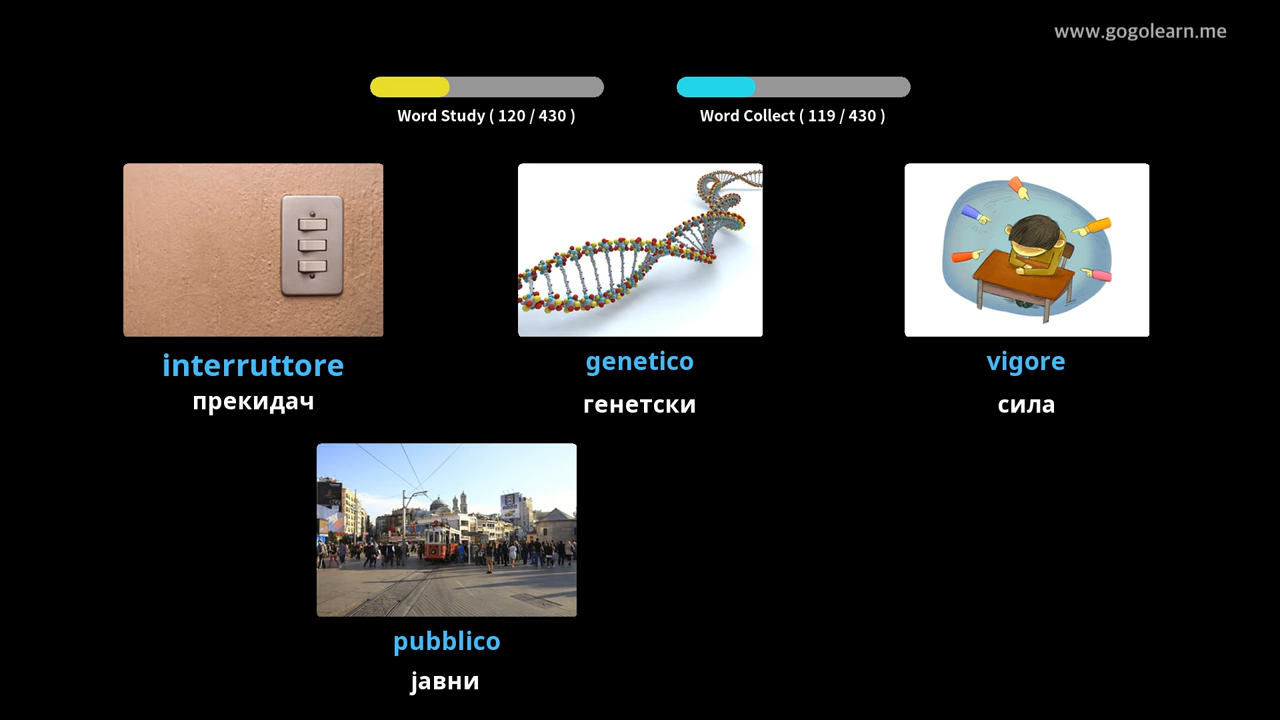 www.gogolearn.me
Word Study ( 120 / 430 )
Word Collect ( 119 / 430 )
interruttore
прекидач
genetico
генетски
vigore
сила
pubblico
јавни